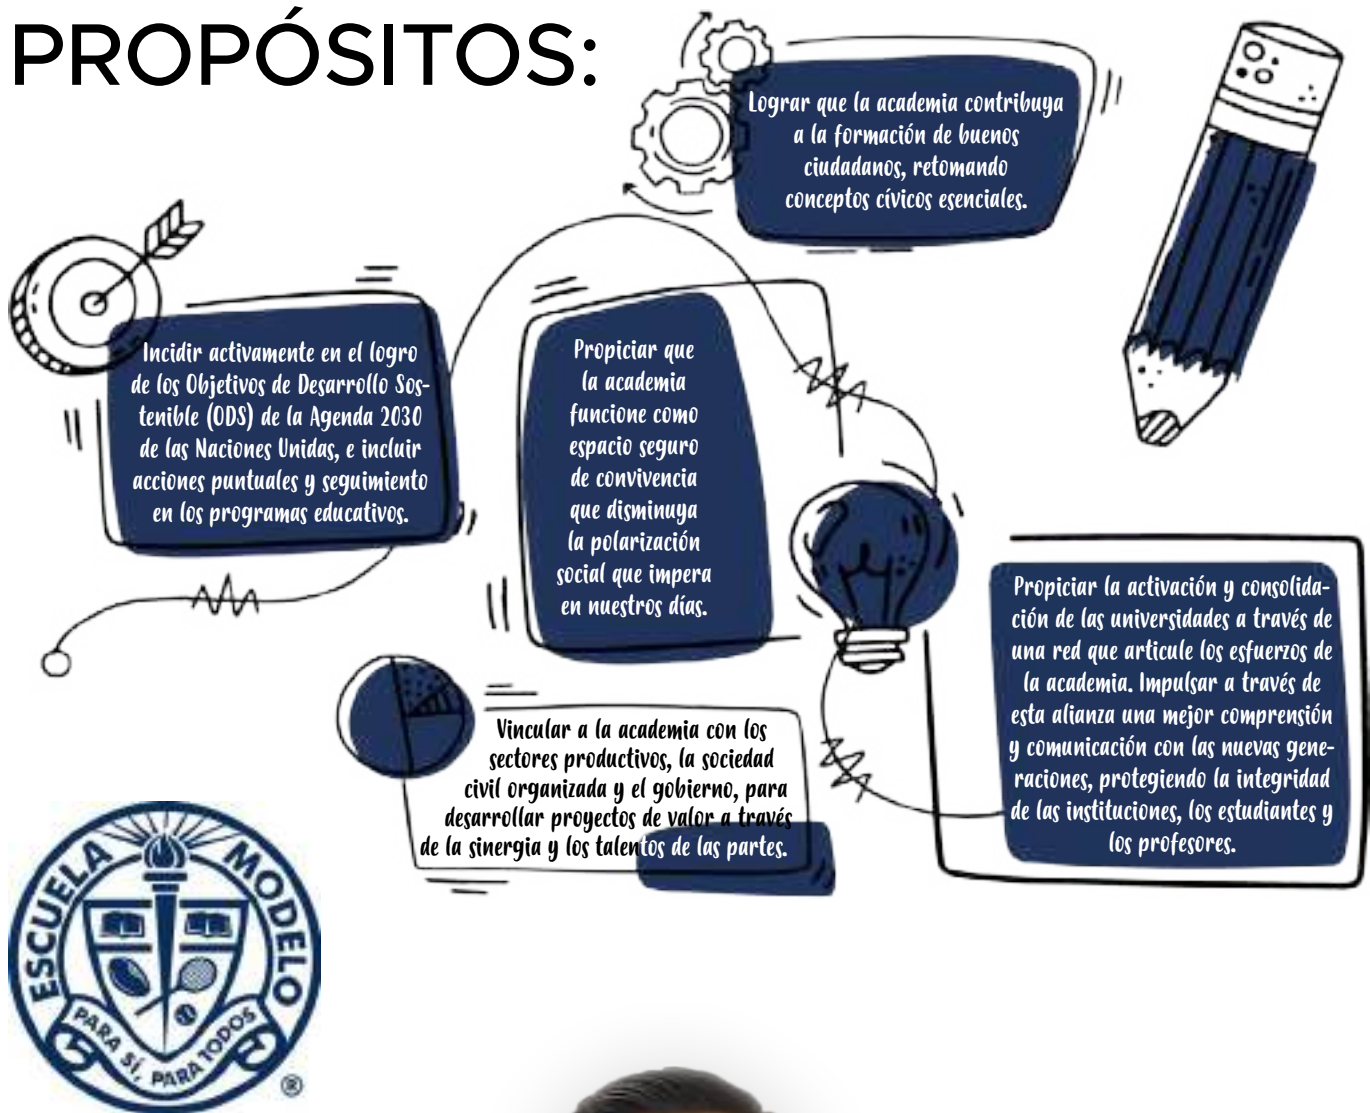 PROPÓSITOS:
Lograr que la academia contribuya
a la formación de buenos
ciudadanos, retomando
conceptos cívicos esenciales.
Incidir activamente en el logro
de los Objetivos de Desarrollo Sos-
tenible (ODS) de la Agenda 2030
de las Naciones Unidas, e incluir
acciones puntuales y seguimiento
en los programas educativos.
Propiciar que
la academia
funcione como
espacio seguro
de convivencia
que disminuya
la polarización
social que impera
en nuestros días.
Propiciar la activación y consolida-
ción de las universidades a través de
una red que articule los esfuerzos de
la academia. Impulsar a través de
esta alianza una mejor comprensión
y comunicación con las nuevas gene-
raciones, protegiendo la integridad
de las instituciones, los estudiantes y
los profesores.
Vincular a la academia con los
sectores productivos, la sociedad
civil organizada y el gobierno, para
desarrollar proyectos de valor a través
de la sinergia y los talentos de las partes.
ESCUELA MODELO
PARA SÍ, PARA TODOS
®